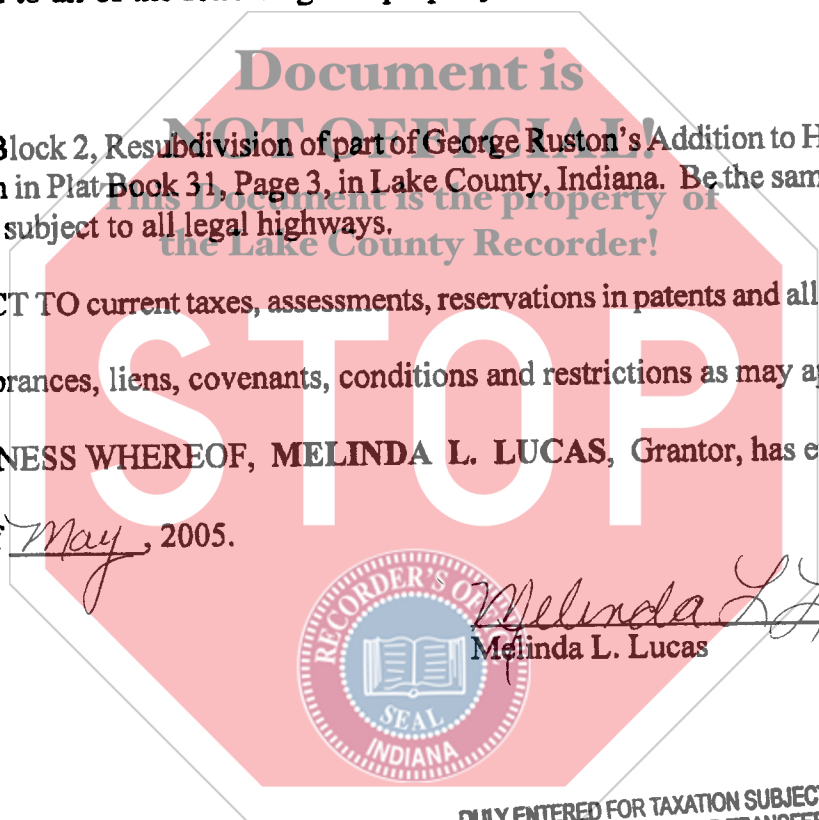 Document is
NOT OFFICIAL!
Block 2, Resubdivision of part of George Ruston's Addition to H
in Plat Book 31, Page 3, in Lake County, Indiana. Be the sam
This Document is the property of
subject to all legal highways.
the Lake County Recorder!
CT TO current taxes, assessments, reservations in patents and all
STOP
brances, liens, covenants, conditions and restrictions as may ap
NESS WHEREOF, MELINDA L. LUCAS, Grantor, has e
May, 2005.
RECORDER'S OFFICE
Melinda L. L
Melinda L. Lucas
SEAL
INDIANA
DULY ENTERED FOR TAXATION SUBJECT